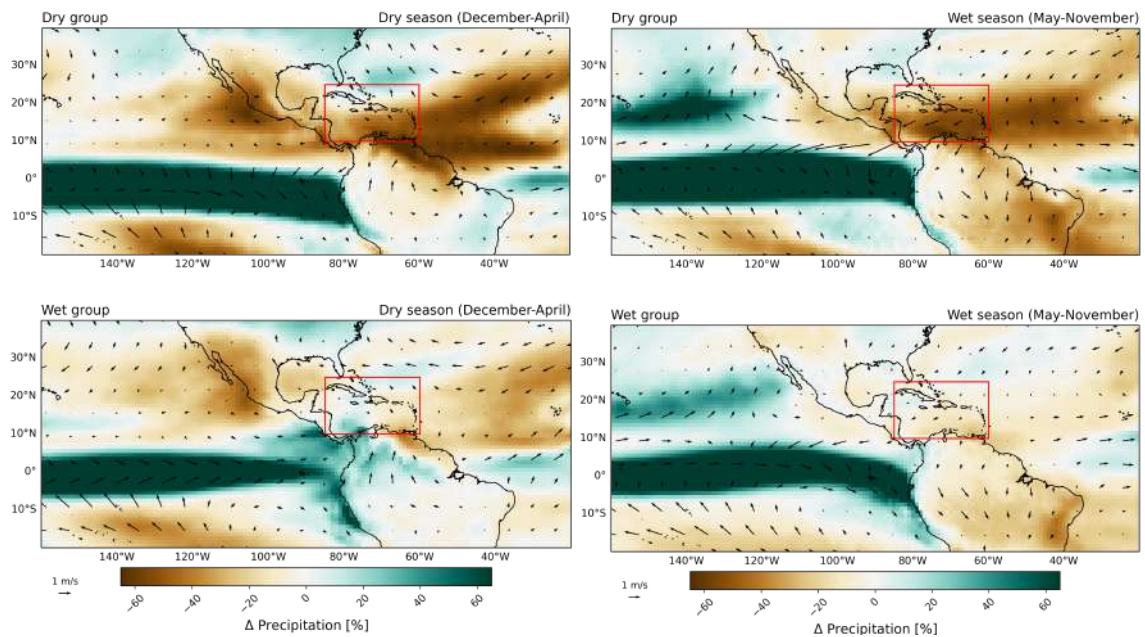 Dry group Dry season (December-April)
40°N
30°N
20°N
10°N
0°
10°S
140°W 120°W 100°W 80°W 60°W 40°W
Dry group Wet season (May-November)
30°N
20°N
10°N
0°
10°S
140°W 120°W 100°W 80°W 60°W 40°W
Wet group Dry season (December-April)
30°N
20°N
10°N
0°
10°S
140°W 120°W 100°W 80°W 60°W 40°W
Wet group Wet season (May-November)
30°N
20°N
10°N
0°
10°S
140°W 120°W 100°W 80°W 60°W 40°W
1 m/s
−60 −40 −20 0 20 40 60
Δ Precipitation [%]
1 m/s
−60 −40 −20 0 20 40 60
Δ Precipitation [%]